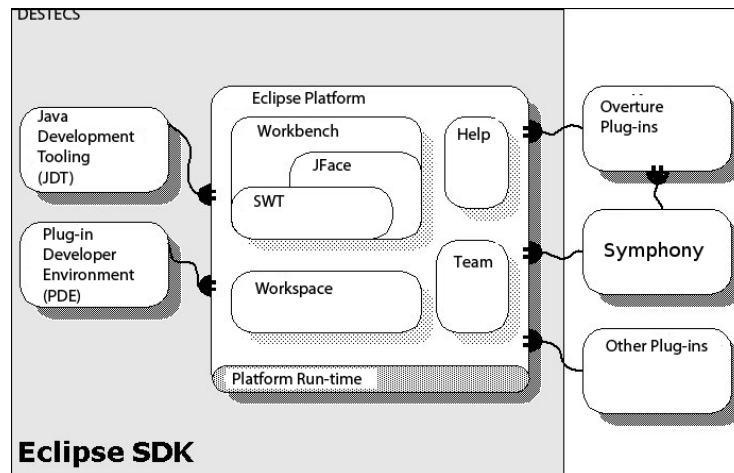 DESTECS
Eclipse Platform
Java
Development
Tooling
(JDT)
Workbench
JFace
SWT
Help
Overture
Plug-ins
Plug-in
Developer
Environment
(PDE)
Workspace
Team
Symphony
Other Plug-ins
Platform Run-time
Eclipse SDK